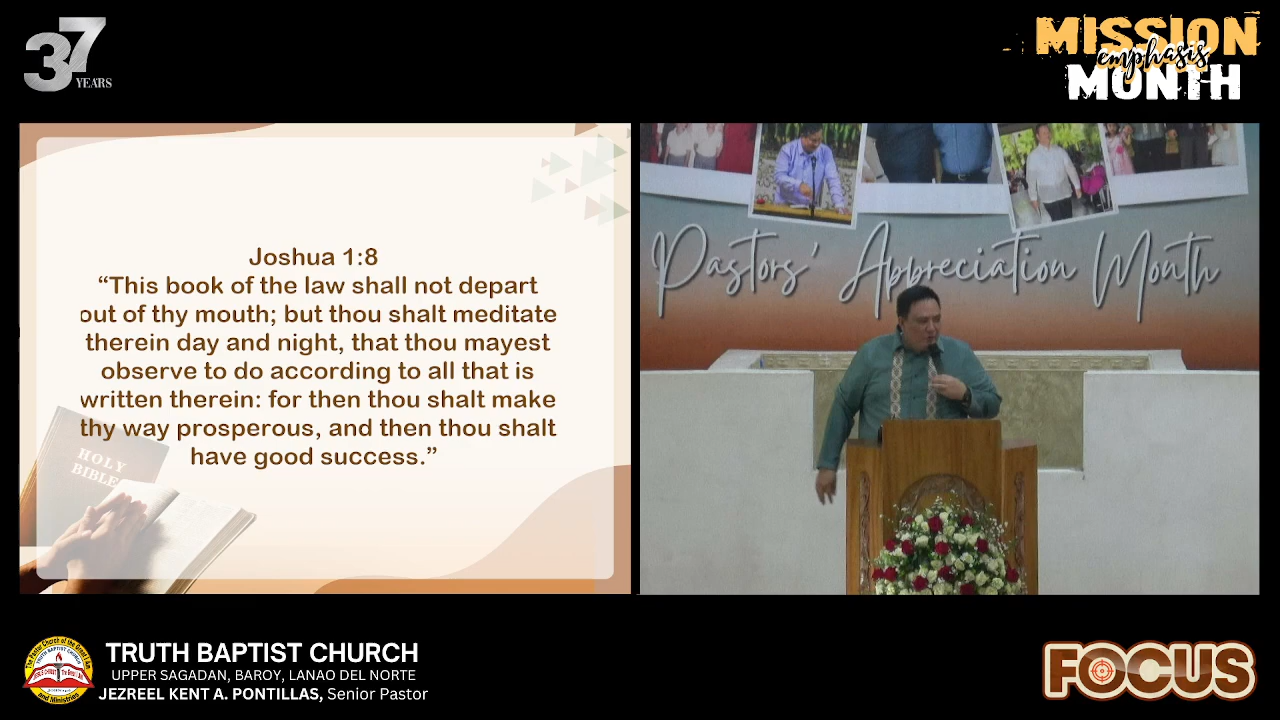 37
YEARS
MISSION
emphasis
MONTH
Joshua 1:8
“This book of the law shall not depart
out of thy mouth; but thou shalt meditate
therein day and night, that thou mayest
observe to do according to all that is
written therein: for then thou shalt make
thy way prosperous, and then thou shalt
have good success.”
HOLY
BIBLE
Pastors' Appreciation Month
TRUTH BAPTIST CHURCH
UPPER SAGADAN, BAROY, LANAO DEL NORTE
JEZREEL KENT A. PONTILLAS, Senior Pastor
FOCUS